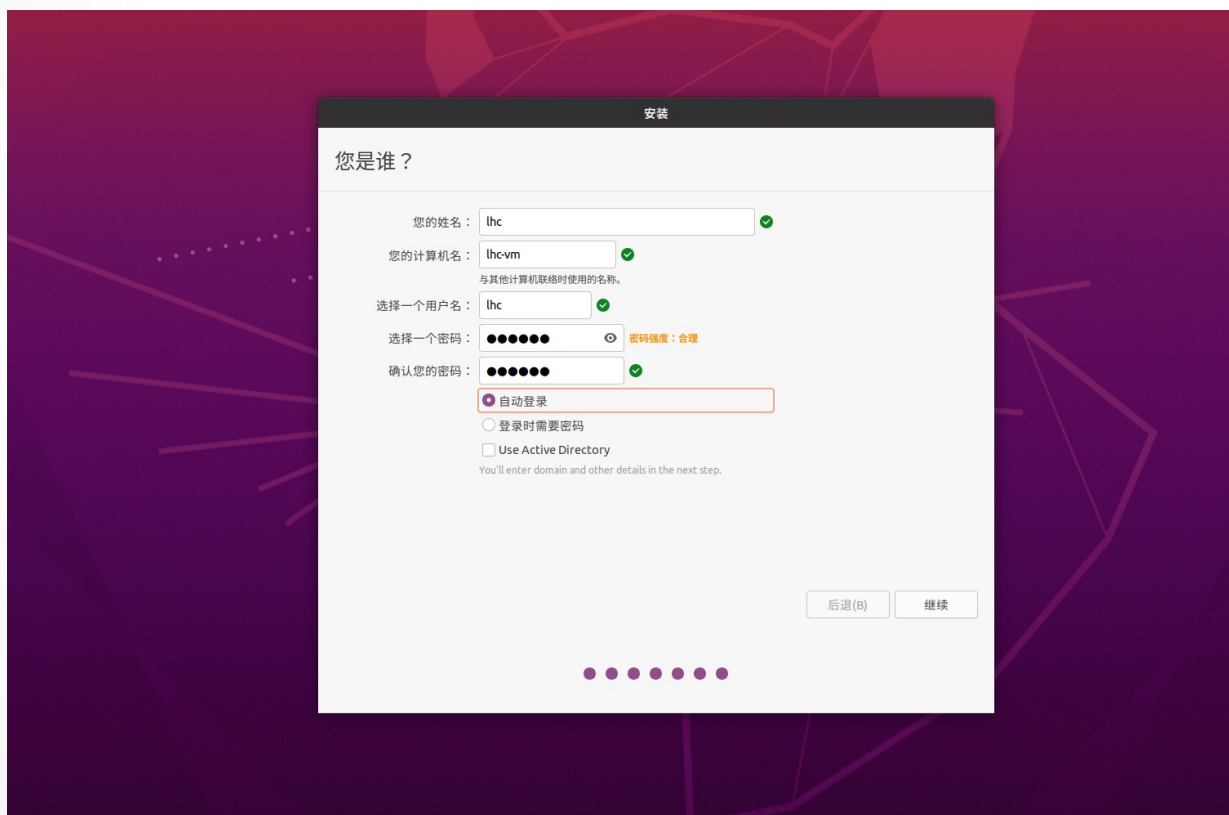 安装
您是谁？
您的姓名： lhc
您的计算机名： lhc-vm
与其他计算机联络时使用的名称。
选择一个用户名： lhc
选择一个密码： ●●●●●● 密码强度：合理
确认您的密码： ●●●●●●
自动登录
登录时需要密码
Use Active Directory
You'll enter domain and other details in the next step.
后退(B) 继续